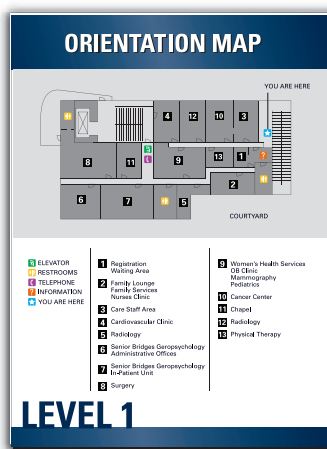 ORIENTATION MAP
YOU ARE HERE
4
12
10
3
8
11
9
13
1
?
2
6
7
5
COURTYARD
ELEVATOR
RESTROOMS
TELEPHONE
? INFORMATION
YOU ARE HERE
1 Registration
Waiting Area
2 Family Lounge
Family Services
Nurses Clinic
3 Care Staff Area
4 Cardiovascular Clinic
5 Radiology
6 Senior Bridges Geropsychology
Administrative Offices
7 Senior Bridges Geropsychology
In-Patient Unit
8 Surgery
9 Women's Health Services
OB Clinic
Mammography
Pediatrics
10 Cancer Center
11 Chapel
12 Radiology
13 Physical Therapy
LEVEL 1